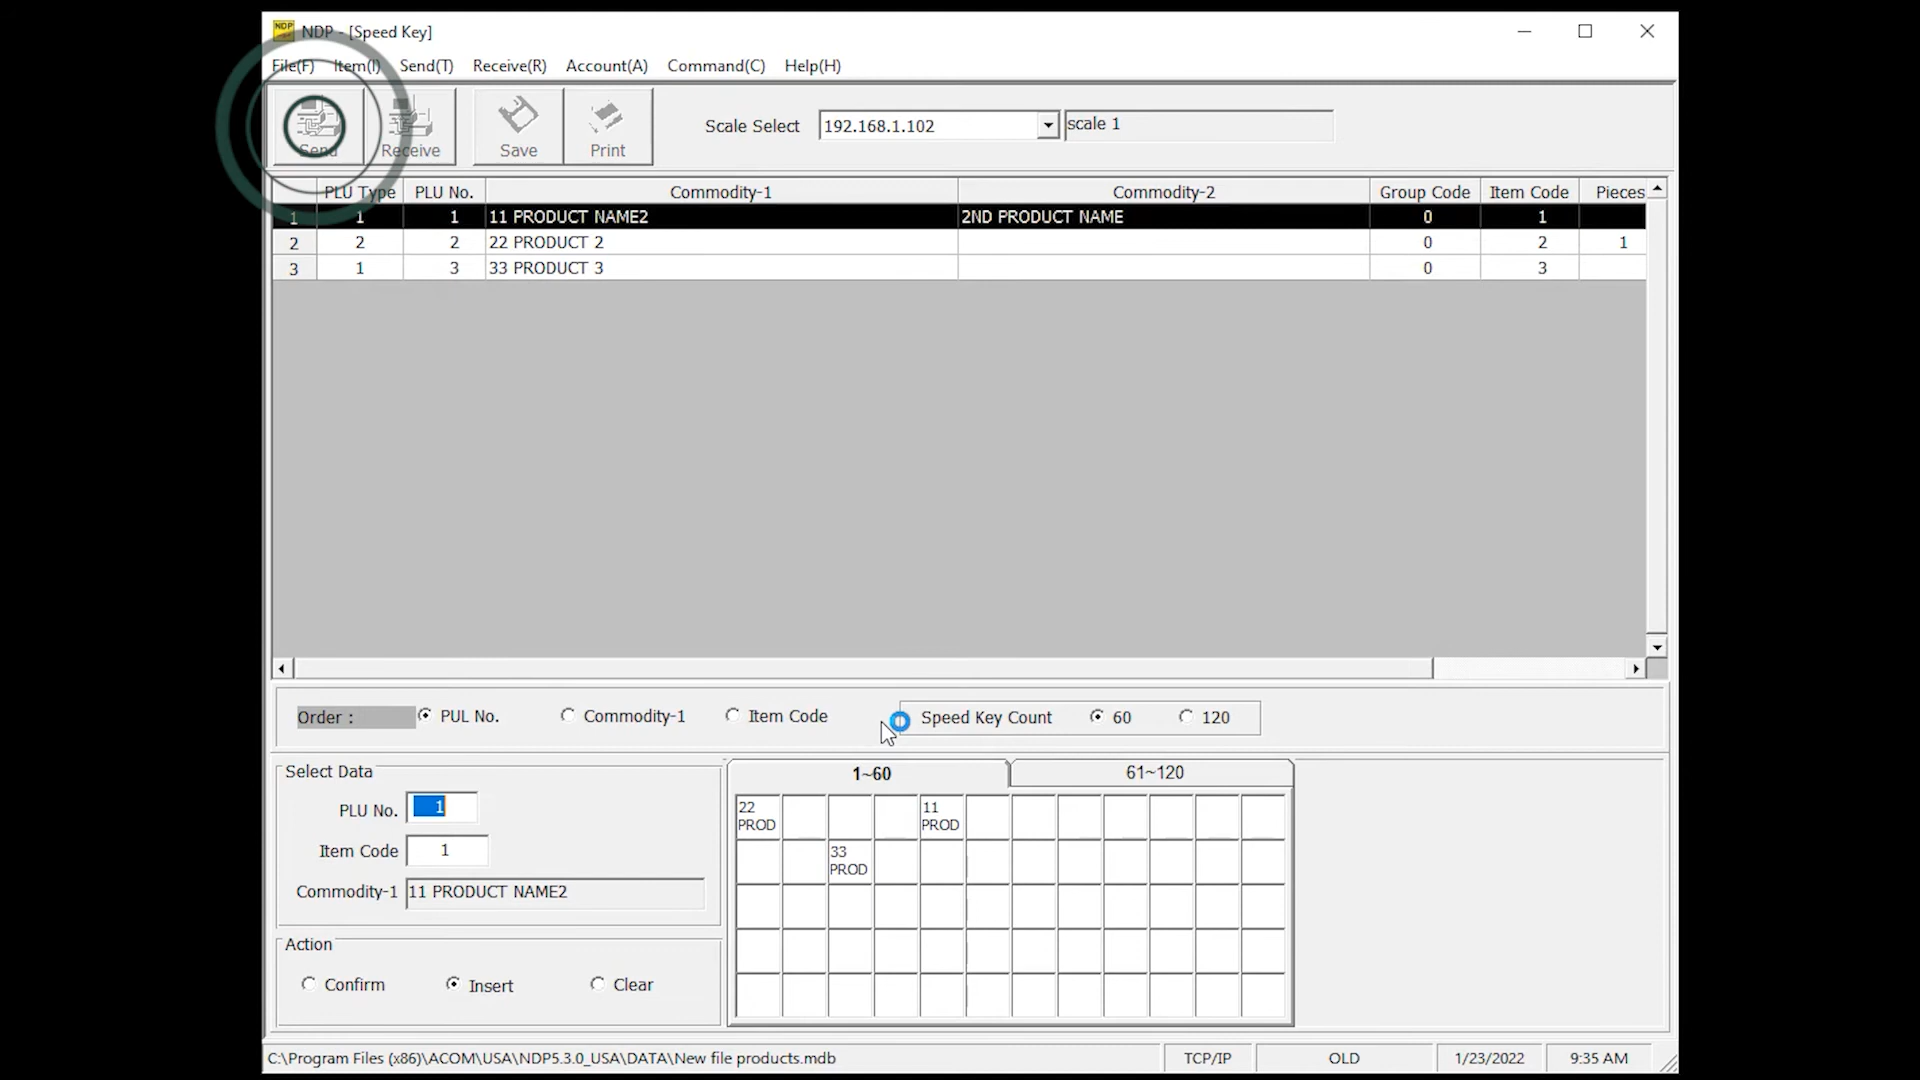 NDP
NDP - [Speed Key]
File(F) Item(I) Send(T) Receive(R) Account(A) Command(C) Help(H)
Send Receive Save Print Scale Select 192.168.1.102 scale 1
PLU Type PLU No. Commodity-1 Commodity-2 Group Code Item Code Pieces
1 1 1 11 PRODUCT NAME2 2ND PRODUCT NAME 0 1
2 2 2 22 PRODUCT 2 0 2 1
3 1 3 33 PRODUCT 3 0 3
Order : PUL No. Commodity-1 Item Code Speed Key Count 60 120
Select Data
PLU No. 1
Item Code 1
Commodity-1 11 PRODUCT NAME2
Action
Confirm Insert Clear
1~60 61~120
22 11
PROD PROD
33
PROD
C:\Program Files (x86)\ACOM\USA\NDP5.3.0_USA\DATA\New file products.mdb TCP/IP OLD 1/23/2022 9:35 AM